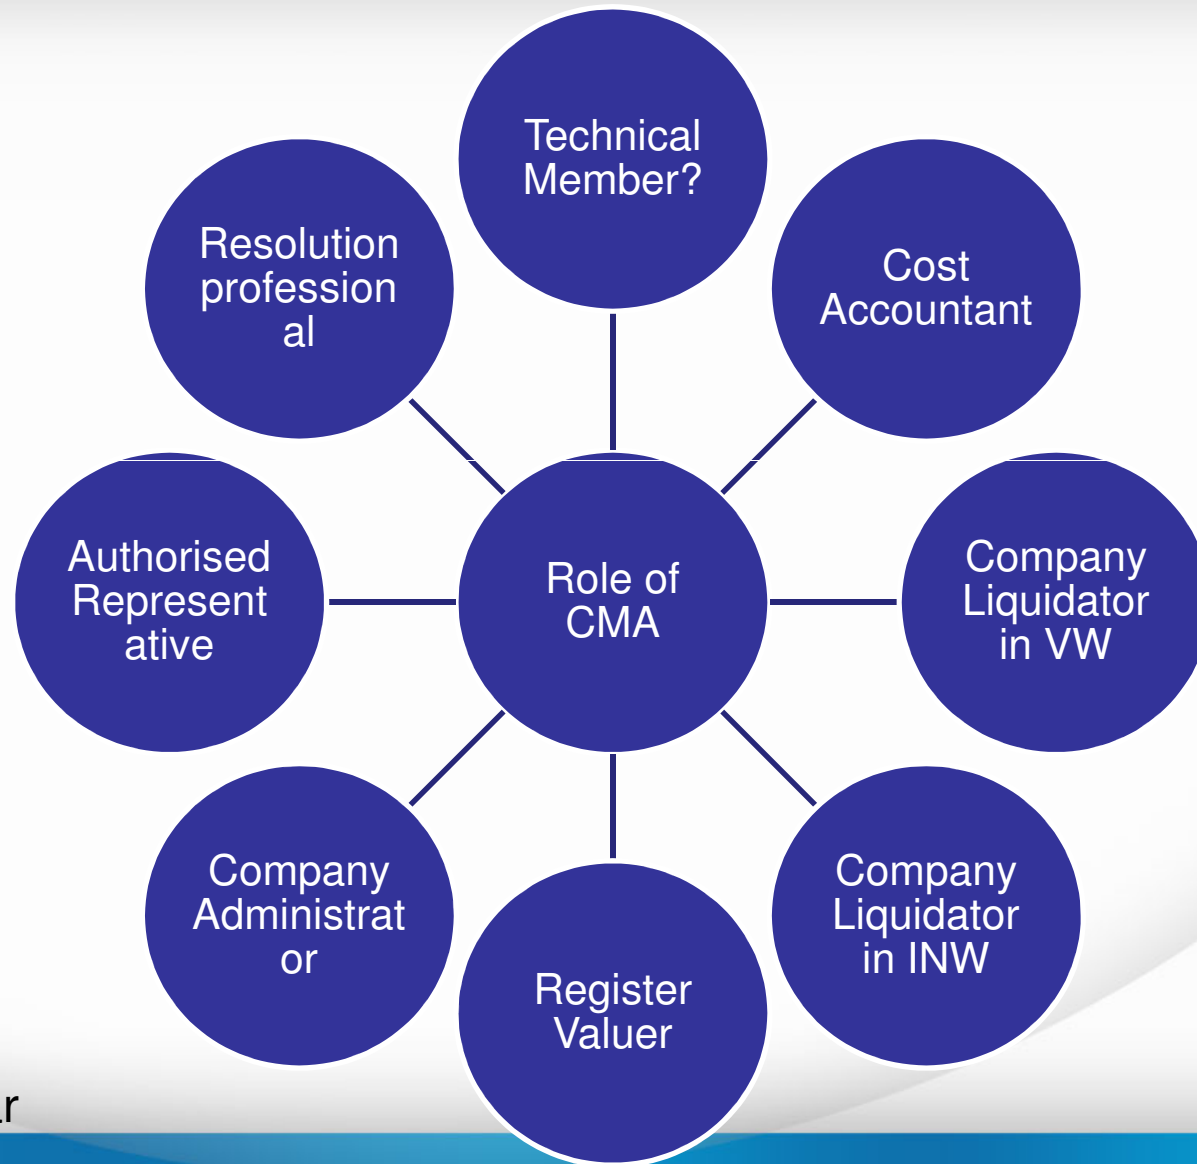 Technical
Member?
Cost
Accountant
Company
Liquidator
in VW
Company
Liquidator
in INW
Register
Valuer
Company
Administrat
or
Authorised
Represent
ative
Resolution
profession
al
Role of
CMA